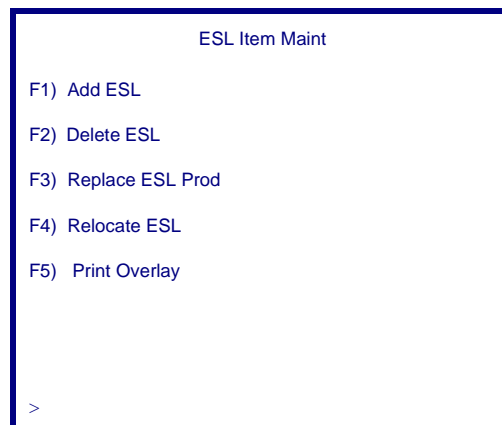 ESL Item Maint
F1) Add ESL
F2) Delete ESL
F3) Replace ESL Prod
F4) Relocate ESL
F5) Print Overlay
>